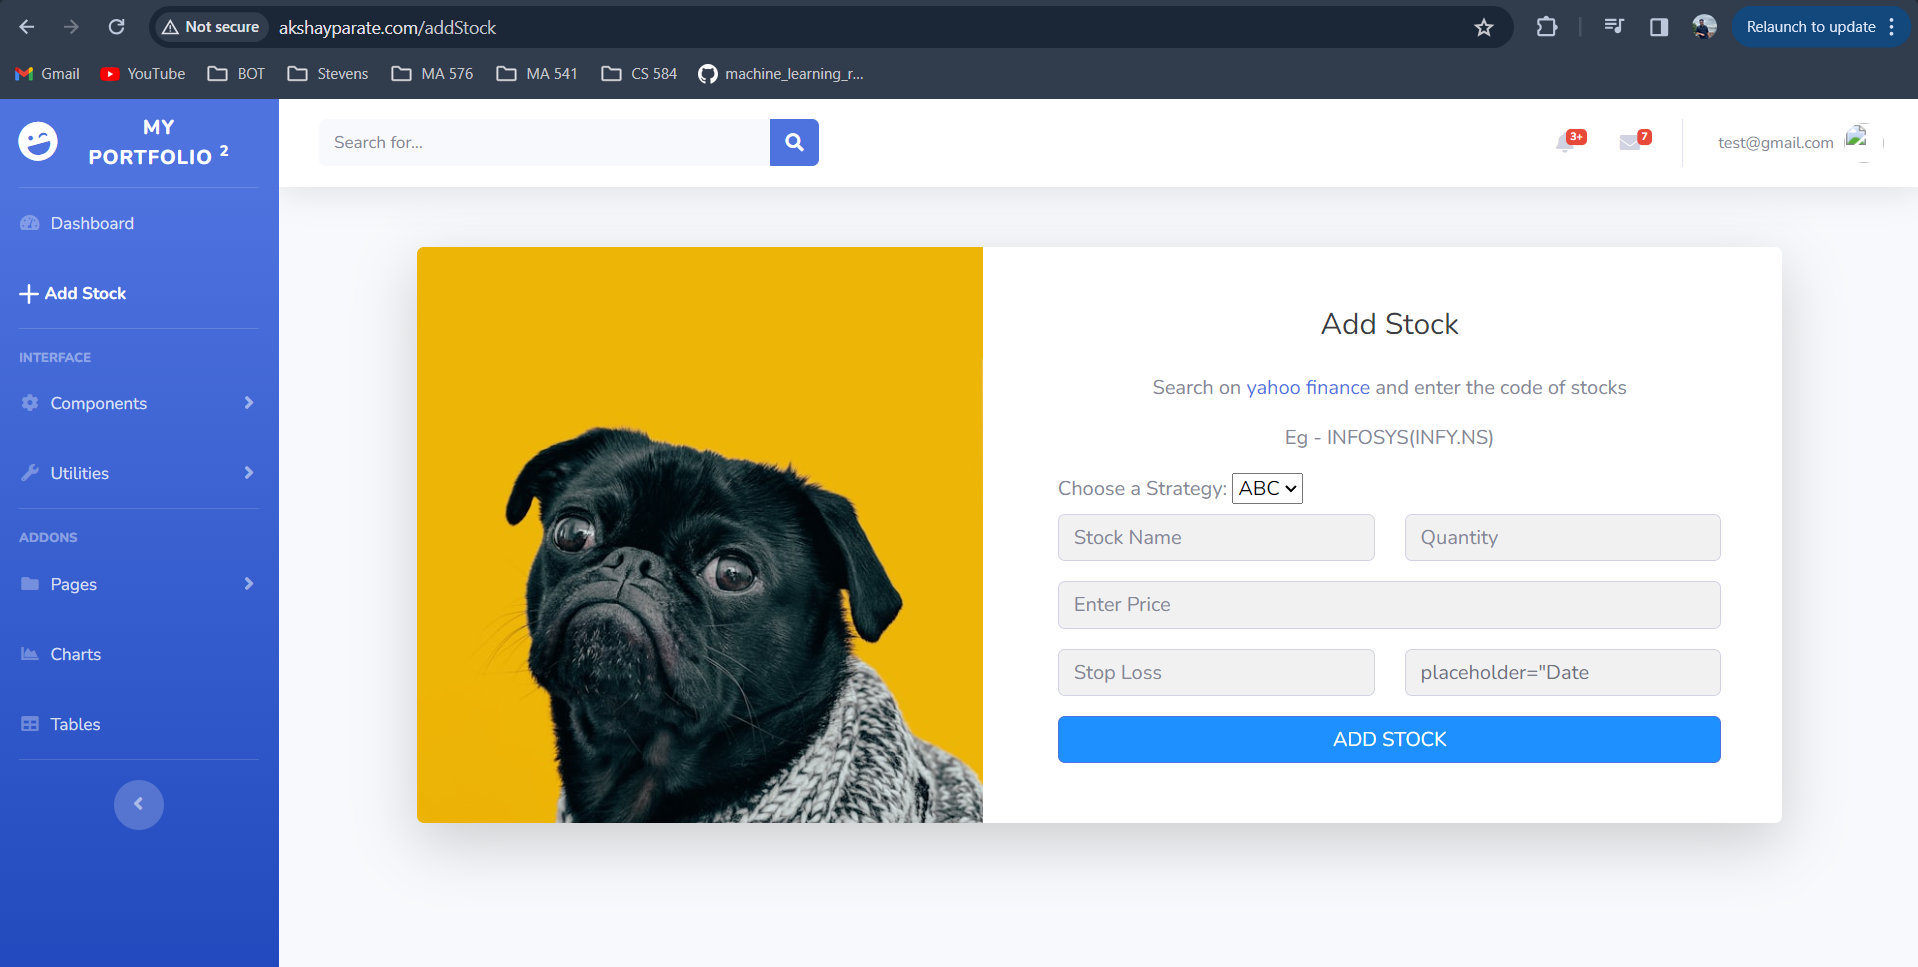 Not secure akshayparate.com/addStock Relaunch to update
Gmail YouTube BOT Stevens MA 576 MA 541 CS 584 machine_learning_r...
MY
PORTFOLIO 2
Search for... 3+ 7 test@gmail.com
Dashboard
Add Stock
INTERFACE
Components
Utilities
ADDONS
Pages
Charts
Tables
Add Stock
Search on yahoo finance and enter the code of stocks
Eg - INFOSYS(INFY.NS)
Choose a Strategy: ABC
Stock Name Quantity
Enter Price
Stop Loss placeholder="Date
ADD STOCK